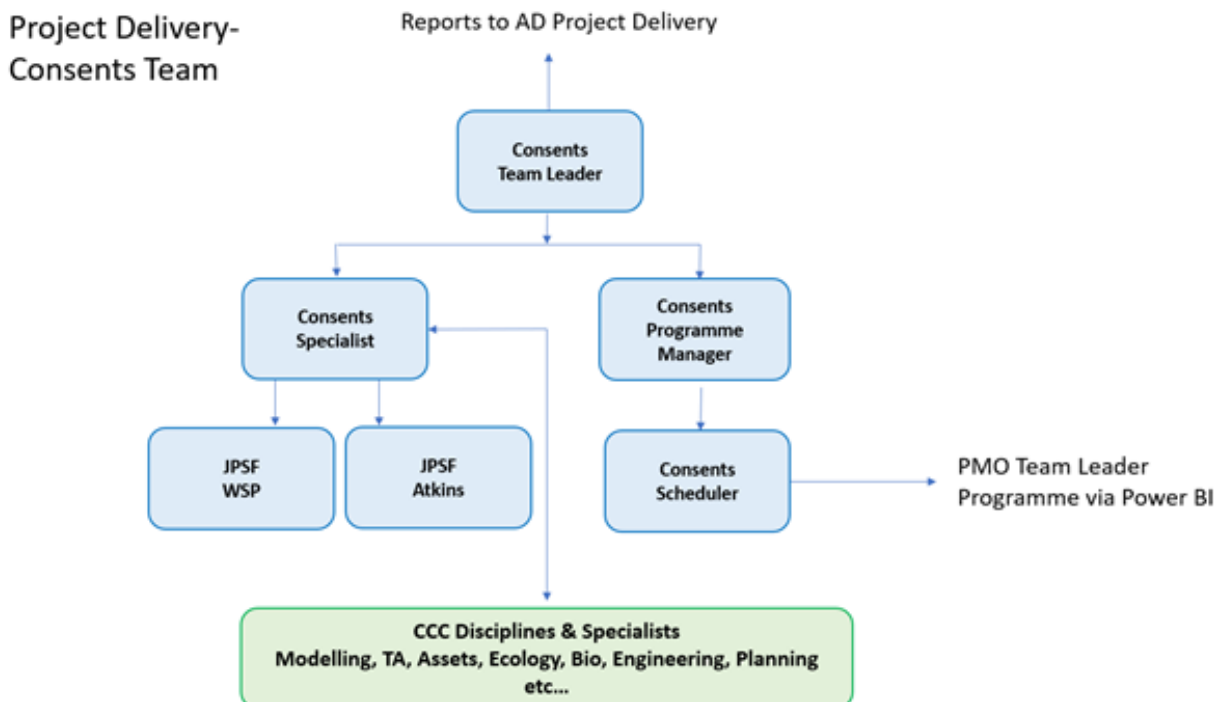 Project Delivery-
Consents Team
Reports to AD Project Delivery
Consents
Team Leader
Consents
Specialist
Consents
Programme
Manager
JPSF
WSP
JPSF
Atkins
Consents
Scheduler
PMO Team Leader
Programme via Power BI
CCC Disciplines & Specialists
Modelling, TA, Assets, Ecology, Bio, Engineering, Planning
etc...